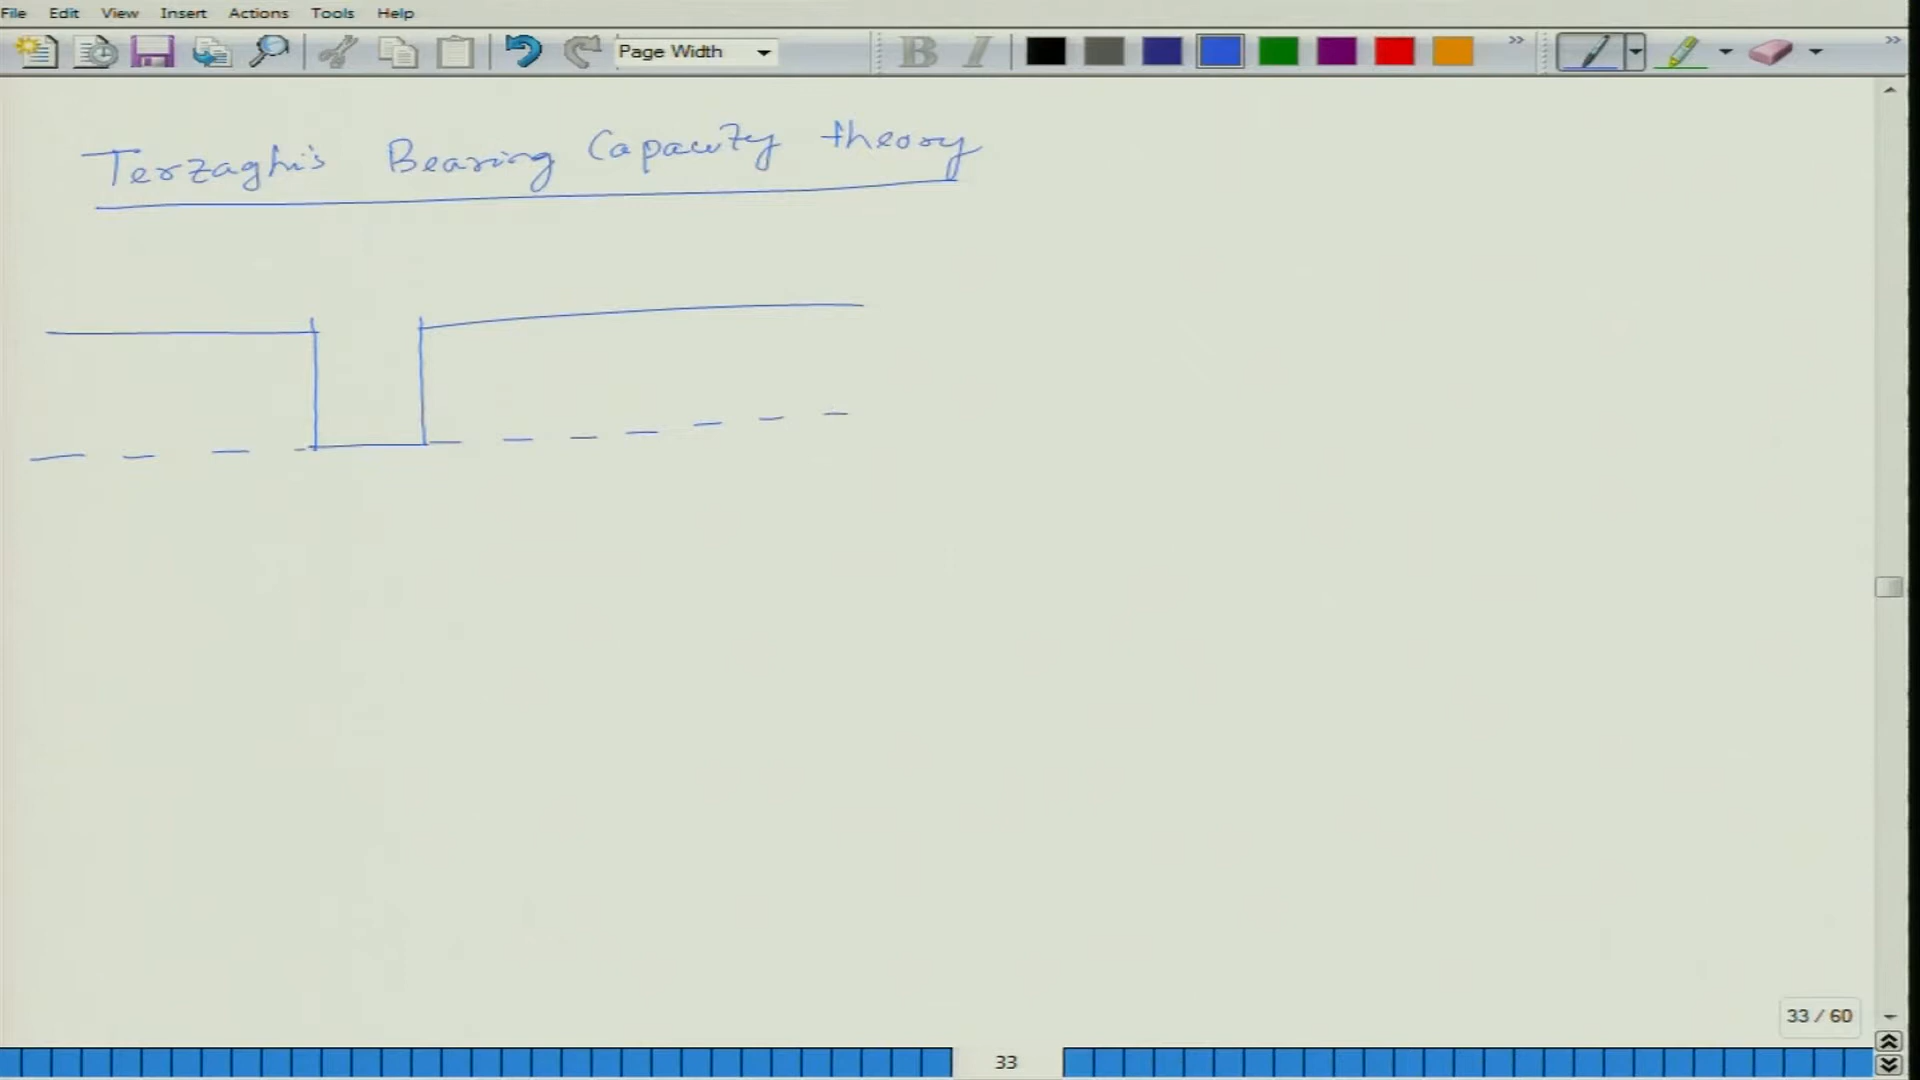 File Edit View Insert Actions Tools Help
Page Width B I
Terzaghi's Bearing Capacity theory
33 / 60
33